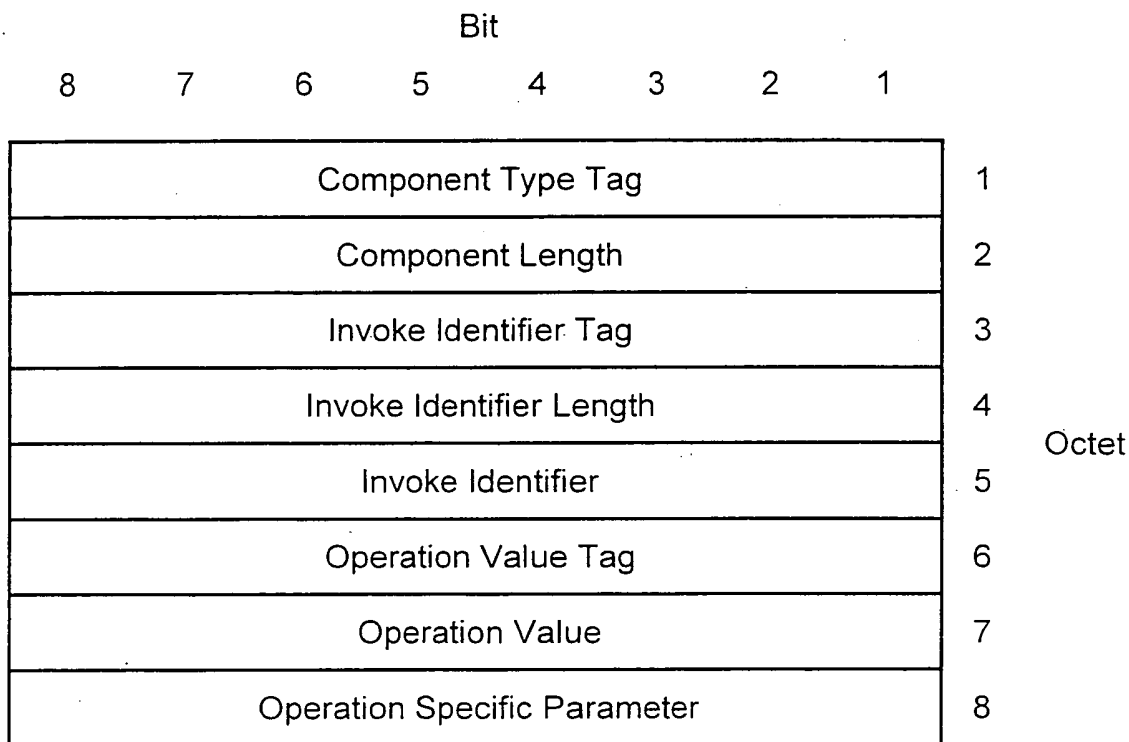 Bit
8 7 6 5 4 3 2 1
Component Type Tag 1
Component Length 2
Invoke Identifier Tag 3
Invoke Identifier Length 4
Octet
Invoke Identifier 5
Operation Value Tag 6
Operation Value 7
Operation Specific Parameter 8